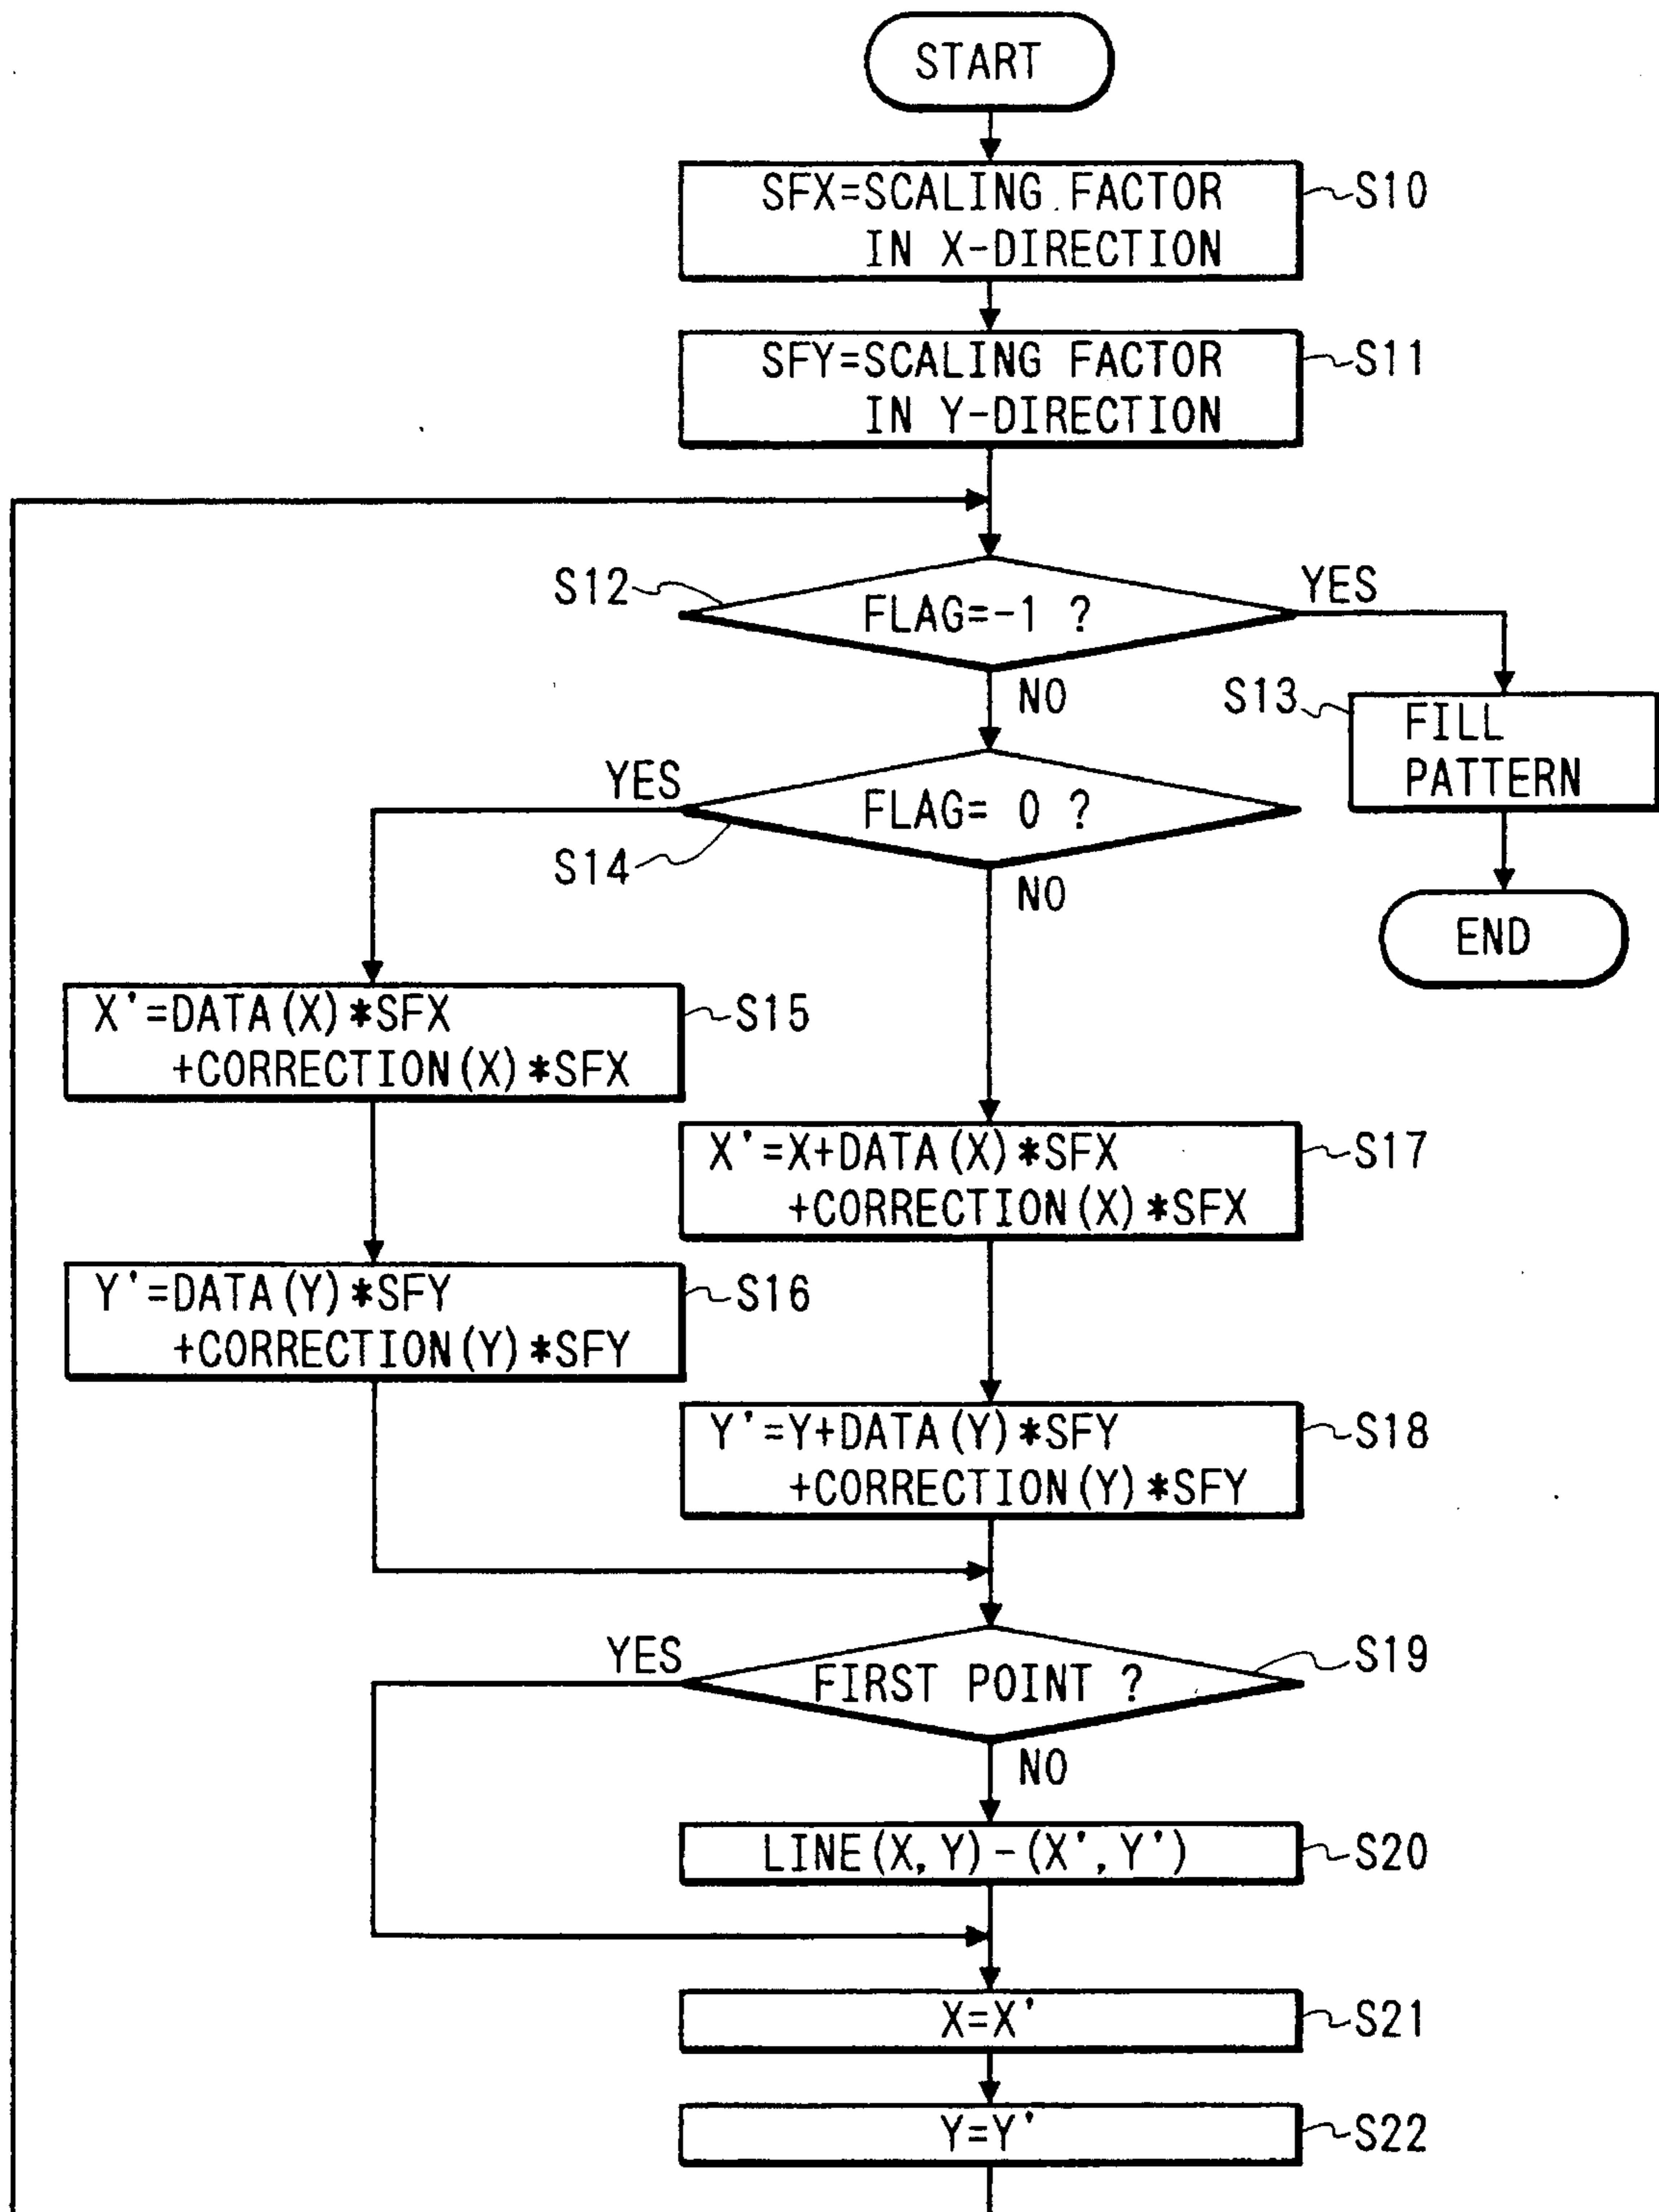 START
SFX=SCALING FACTOR
IN X-DIRECTION
S10
SFY=SCALING FACTOR
IN Y-DIRECTION
S11
S12
FLAG=-1 ?
YES
NO
S13
FILL
PATTERN
END
YES
FLAG= 0 ?
S14
NO
X'=DATA(X)*SFX
+CORRECTION(X)*SFX
S15
X'=X+DATA(X)*SFX
+CORRECTION(X)*SFX
S17
Y'=DATA(Y)*SFY
+CORRECTION(Y)*SFY
S16
Y'=Y+DATA(Y)*SFY
+CORRECTION(Y)*SFY
S18
YES
FIRST POINT ?
S19
NO
LINE(X,Y)-(X',Y')
S20
X=X'
S21
Y=Y'
S22